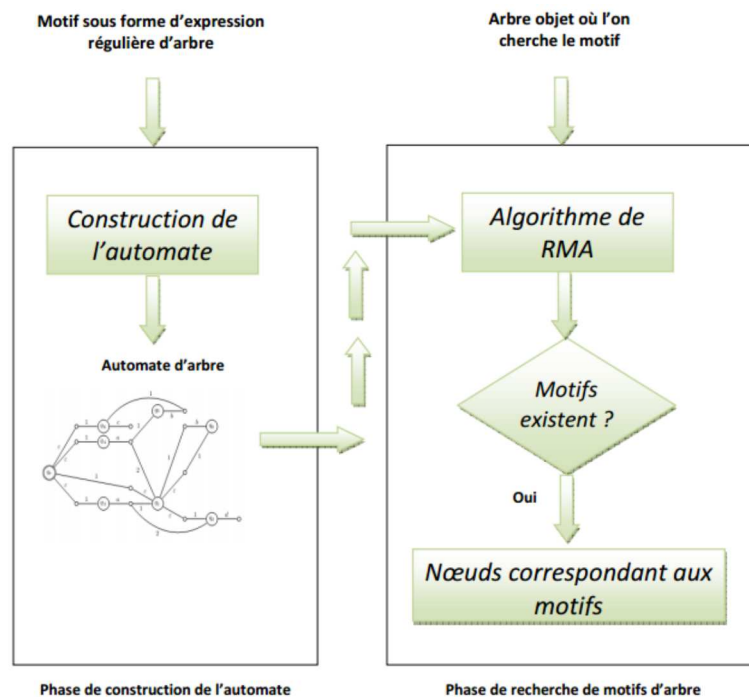 Motif sous forme d'expression
régulière d'arbre
Arbre objet où l'on
cherche le motif
Construction de
l'automate
Automate d'arbre
Algorithme de
RMA
Motifs
existent ?
Oui
Nœuds correspondant aux
motifs
Phase de construction de l'automate
Phase de recherche de motifs d'arbre